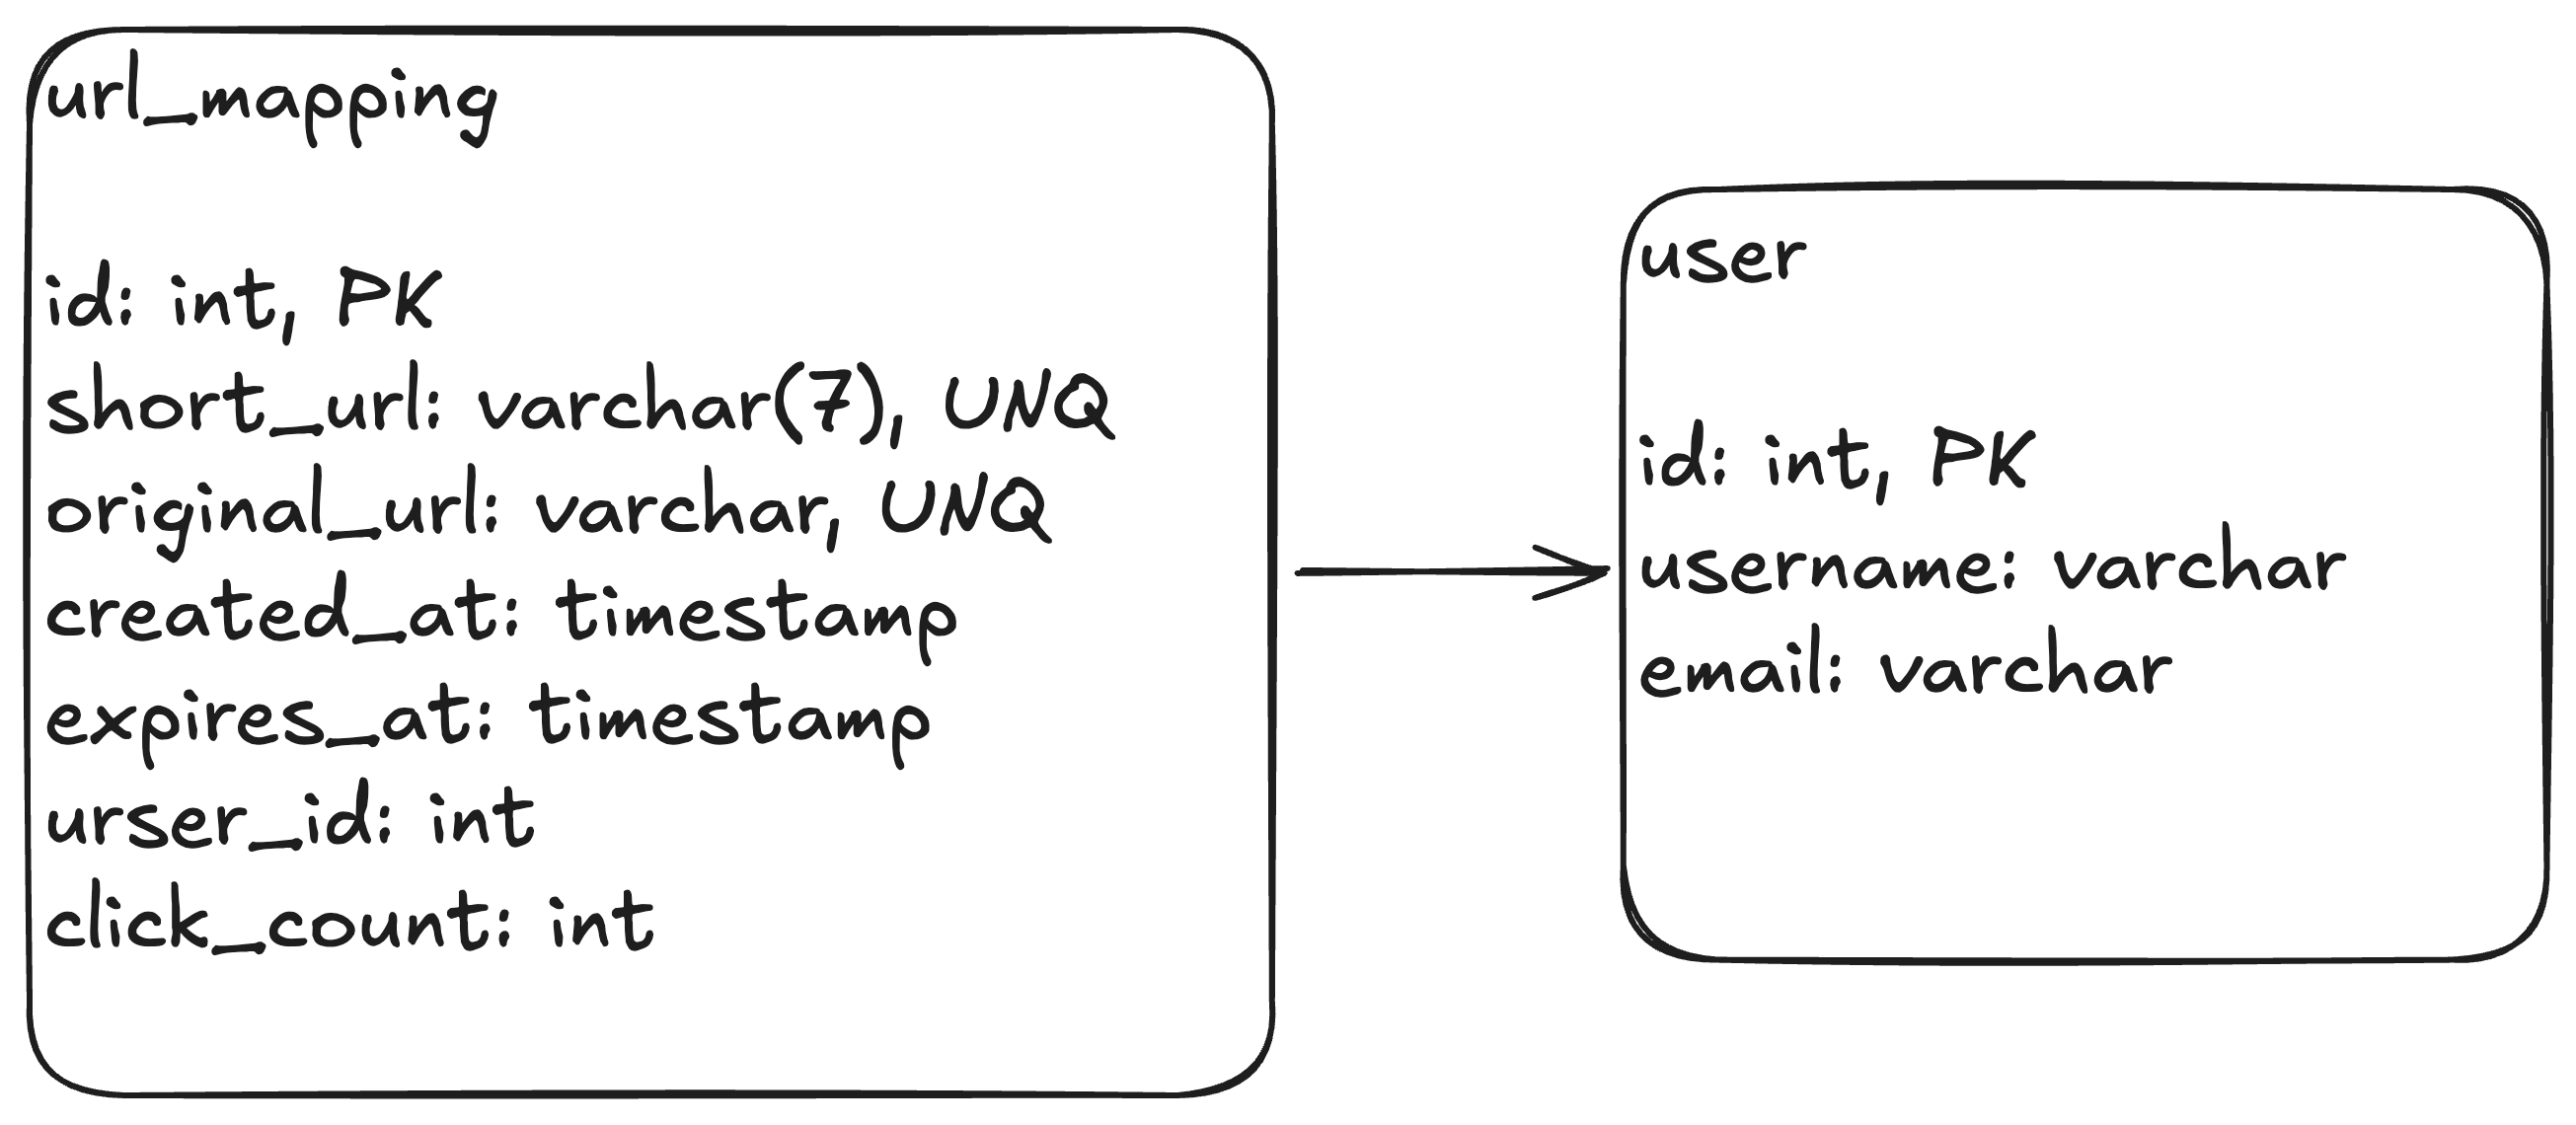 url_mapping
id: int, PK
short_url: varchar(7), UNQ
original_url: varchar, UNQ
created_at: timestamp
expires_at: timestamp
urser_id: int
click_count: int
user
id: int, PK
username: varchar
email: varchar